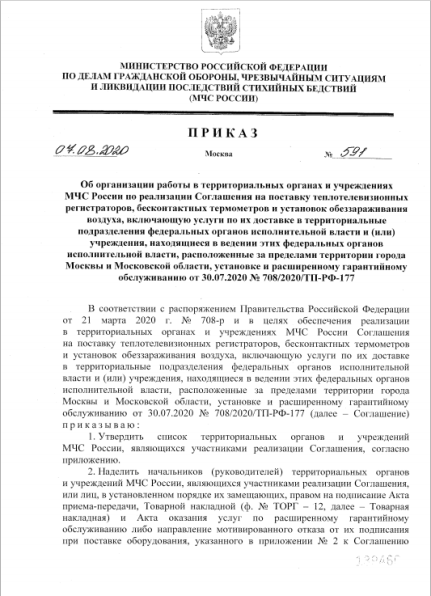 МИНИСТЕРСТВО РОССИЙСКОЙ ФЕДЕРАЦИИ
ПО ДЕЛАМ ГРАЖДАНСКОЙ ОБОРОНЫ, ЧРЕЗВЫЧАЙНЫМ СИТУАЦИЯМ
И ЛИКВИДАЦИИ ПОСЛЕДСТВИЙ СТИХИЙНЫХ БЕДСТВИЙ
(МЧС РОССИИ)
ПРИКАЗ
04.08.2020 Москва № 591
Об организации работы в территориальных органах и учреждениях
МЧС России по реализации Соглашения на поставку теплотелевизионных
регистраторов, бесконтактных термометров и установок обеззараживания
воздуха, включающую услуги по их доставке в территориальные
подразделения федеральных органов исполнительной власти и (или)
учреждения, находящиеся в ведении этих федеральных органов
исполнительной власти, расположенные за пределами территории города
Москвы и Московской области, установке и расширенному гарантийному
обслуживанию от 30.07.2020 № 708/2020/ТП-РФ-177
В соответствии с распоряжением Правительства Российской Федерации
от 21 марта 2020 г. № 708-р и в целях обеспечения реализации
в территориальных органах и учреждениях МЧС России Соглашения
на поставку теплотелевизионных регистраторов, бесконтактных термометров
и установок обеззараживания воздуха, включающую услуги по их доставке
в территориальные подразделения федеральных органов исполнительной
власти и (или) учреждения, находящиеся в ведении этих федеральных органов
исполнительной власти, расположенные за пределами территории города
Москвы и Московской области, установке и расширенному гарантийному
обслуживанию от 30.07.2020 № 708/2020/ТП-РФ-177 (далее – Соглашение)
приказываю:
1. Утвердить список территориальных органов и учреждений
МЧС России, являющихся участниками реализации Соглашения, согласно
приложению.
2. Наделить начальников (руководителей) территориальных органов
и учреждений МЧС России, являющихся участниками реализации Соглашения,
или лиц, в установленном порядке их замещающих, правом на подписание Акта
приема-передачи, Товарной накладной (ф. № ТОРГ – 12, далее – Товарная
накладная) и Акта оказания услуг по расширенному гарантийному
обслуживанию либо направление мотивированного отказа от их подписания
при поставке оборудования, указанного в приложении № 2 к Соглашению